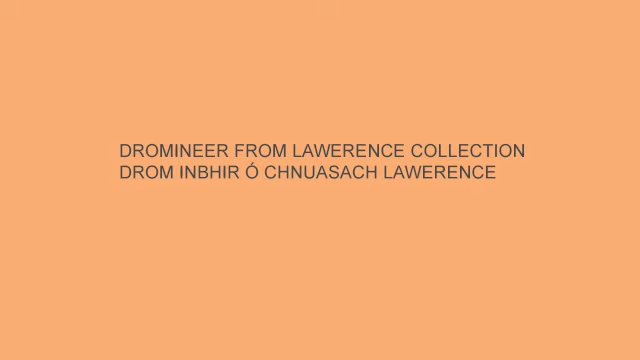 DROMINEER FROM LAWERENCE COLLECTION
DROM INBHIR Ó CHNUASACH LAWERENCE